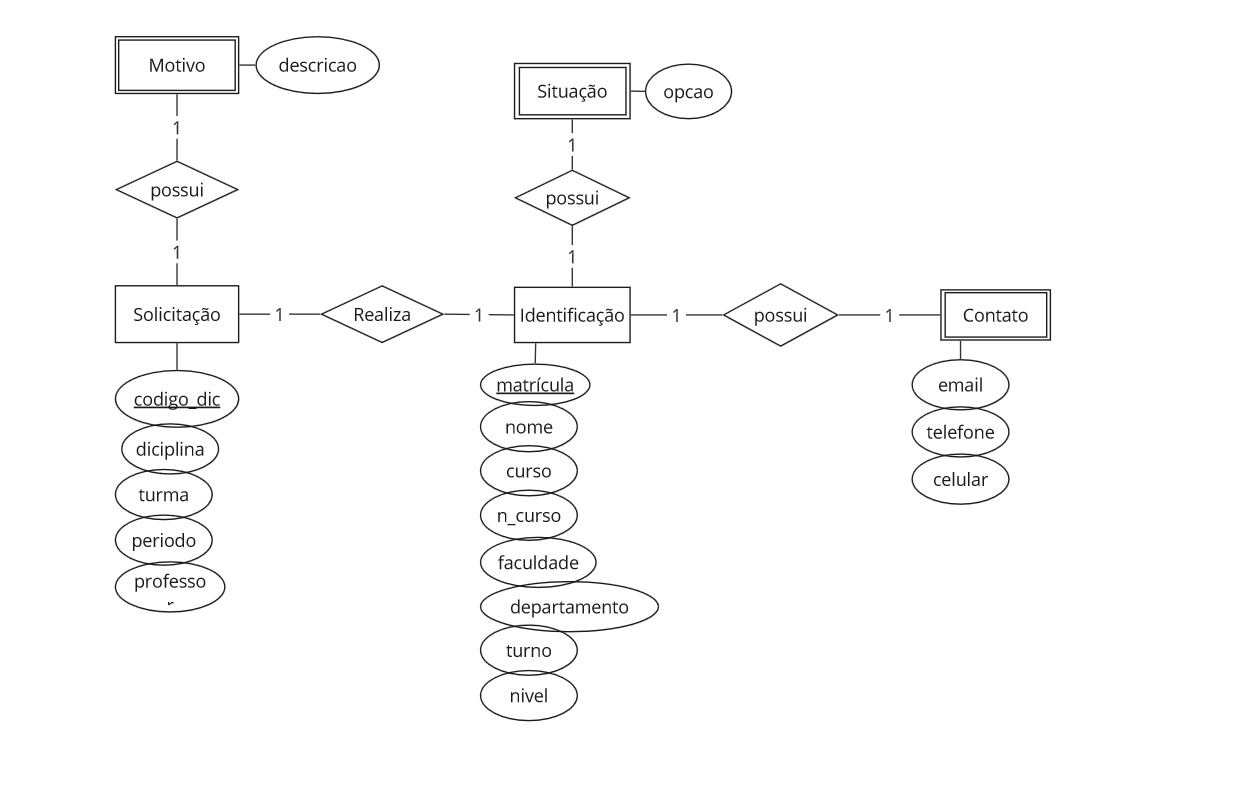 Motivo
descricao
Situação
opcao
1
1
possui
possui
1
1
Solicitação
1
Realiza
1
Identificação
1
possui
1
Contato
codigo_dic
matrícula
email
diciplina
nome
telefone
turma
curso
celular
periodo
n_curso
professo
r
faculdade
departamento
turno
nivel